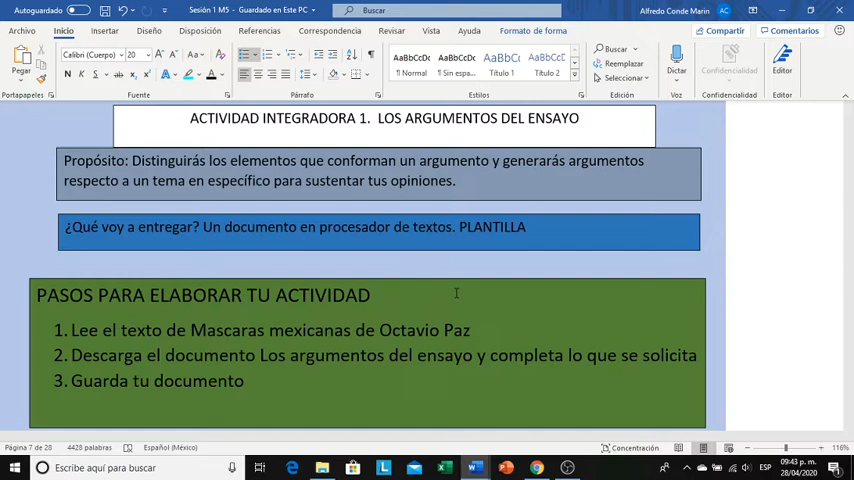 Autoguardado
Sesión 1 M5 - Guardado en Este PC
Buscar
Alfredo Conde Marin
AC
Archivo Inicio Insertar Diseño Disposición Referencias Correspondencia Revisar Vista Ayuda Formato de forma
Compartir Comentarios
Pegar
Calibri (Cuerpo) 20
N K S
AaBbCcDc AaBbCcDc AaBbC AaBbCcD
¶ Normal ¶ Sin espa... Título 1 Título 2
Buscar
Reemplazar
Seleccionar
Dictar
Confidencialidad
Editor
Portapapeles Fuente Párrafo Estilos Edición Voz Confidencialidad Editor
ACTIVIDAD INTEGRADORA 1. LOS ARGUMENTOS DEL ENSAYO
Propósito: Distinguirás los elementos que conforman un argumento y generarás argumentos
respecto a un tema en específico para sustentar tus opiniones.
¿Qué voy a entregar? Un documento en procesador de textos. PLANTILLA
PASOS PARA ELABORAR TU ACTIVIDAD
1. Lee el texto de Mascaras mexicanas de Octavio Paz
2. Descarga el documento Los argumentos del ensayo y completa lo que se solicita
3. Guarda tu documento
Página 7 de 28 4428 palabras Español (México) Concentración 116%
Escribe aquí para buscar
ESP
09:43 p. m.
28/04/2020